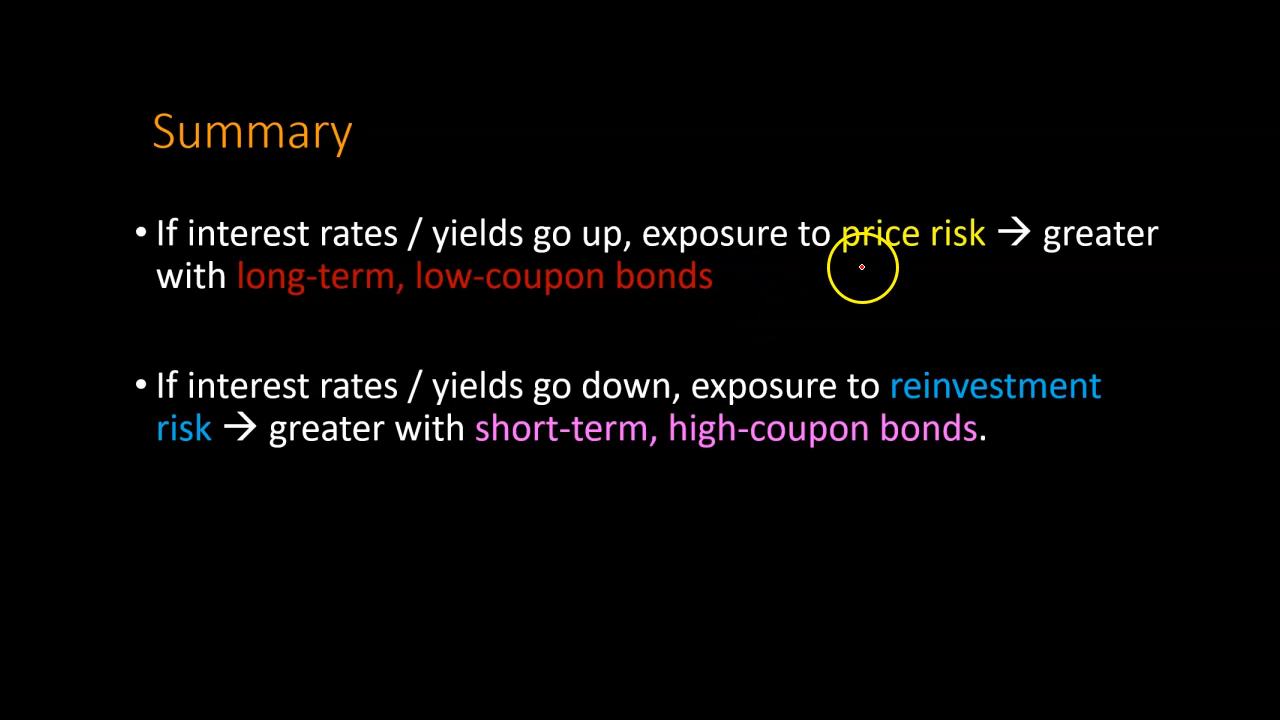 Summary
• If interest rates / yields go up, exposure to price risk → greater
with long-term, low-coupon bonds
• If interest rates / yields go down, exposure to reinvestment
risk → greater with short-term, high-coupon bonds.